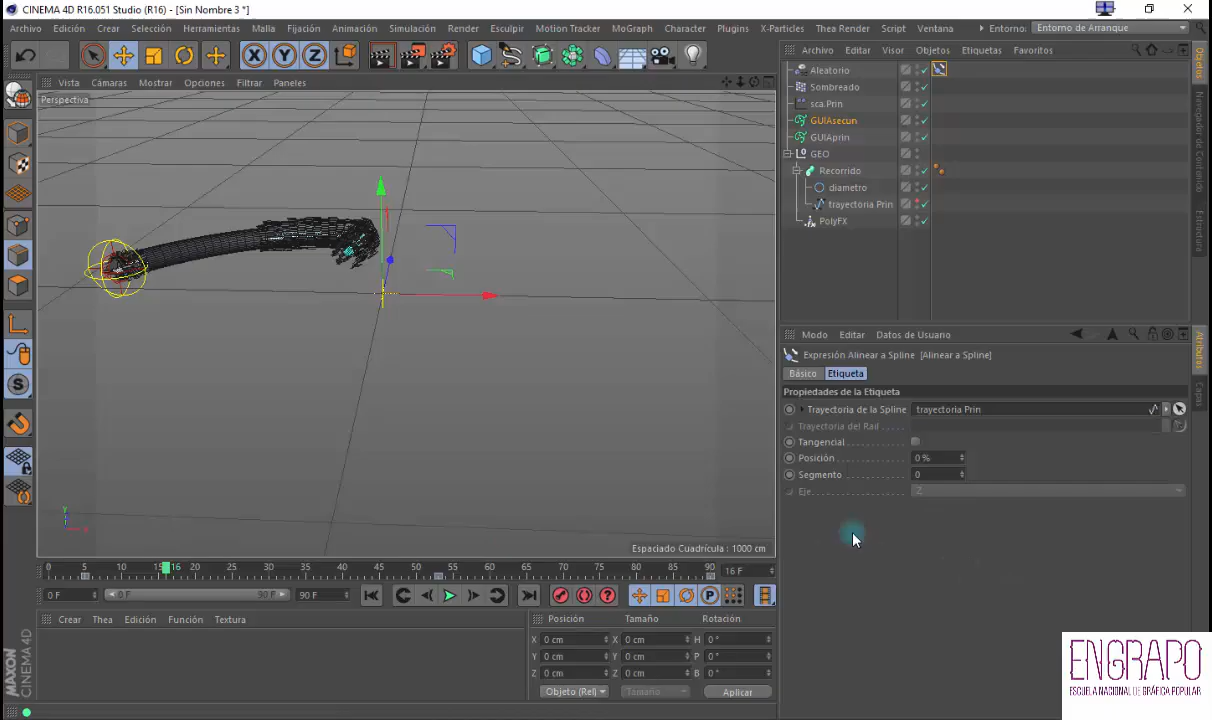 CINEMA 4D R16.051 Studio (R16) - [Sin Nombre 3 *]
Archivo Edición Crear Selección Herramientas Malla Fijación Animación Simulación Render Esculpir Motion Tracker MoGraph Character Plugins X-Particles Thea Render Script Ventana Entorno: Entorno de Arranque
X Y Z
Archivo Editar Visor Objetos Etiquetas Favoritos
Vista Cámaras Mostrar Opciones Filtrar Paneles
Perspectiva
Aleatorio
Sombreado
sca.Prin
GUIAsecun
GUIAprin
GEO
Recorrido
diametro
trayectoria Prin
PolyFX
Objetos
Navegador de Contenido
Estructura
Modo Editar Datos de Usuario
Expresión Alinear a Spline [Alinear a Spline]
Básico Etiqueta
Propiedades de la Etiqueta
Trayectoria de la Spline trayectoria Prin
Trayectoria del Rail
Tangencial
Posición 0 %
Segmento 0
Eje Z
Atributos
Capas
Y X
Espaciado Cuadrícula : 1000 cm
0 5 10 15 16 20 25 30 35 40 45 50 55 60 65 70 75 80 85 90 16 F
0 F 0 F 90 F 90 F
Crear Thea Edición Función Textura
Posición Tamaño Rotación
X 0 cm X 0 cm H 0 °
Y 0 cm Y 0 cm P 0 °
Z 0 cm Z 0 cm B 0 °
Objeto (Rel) Tamaño Aplicar
MAXON CINEMA 4D
ENGRAPO
ESCUELA NACIONAL DE GRÁFICA POPULAR